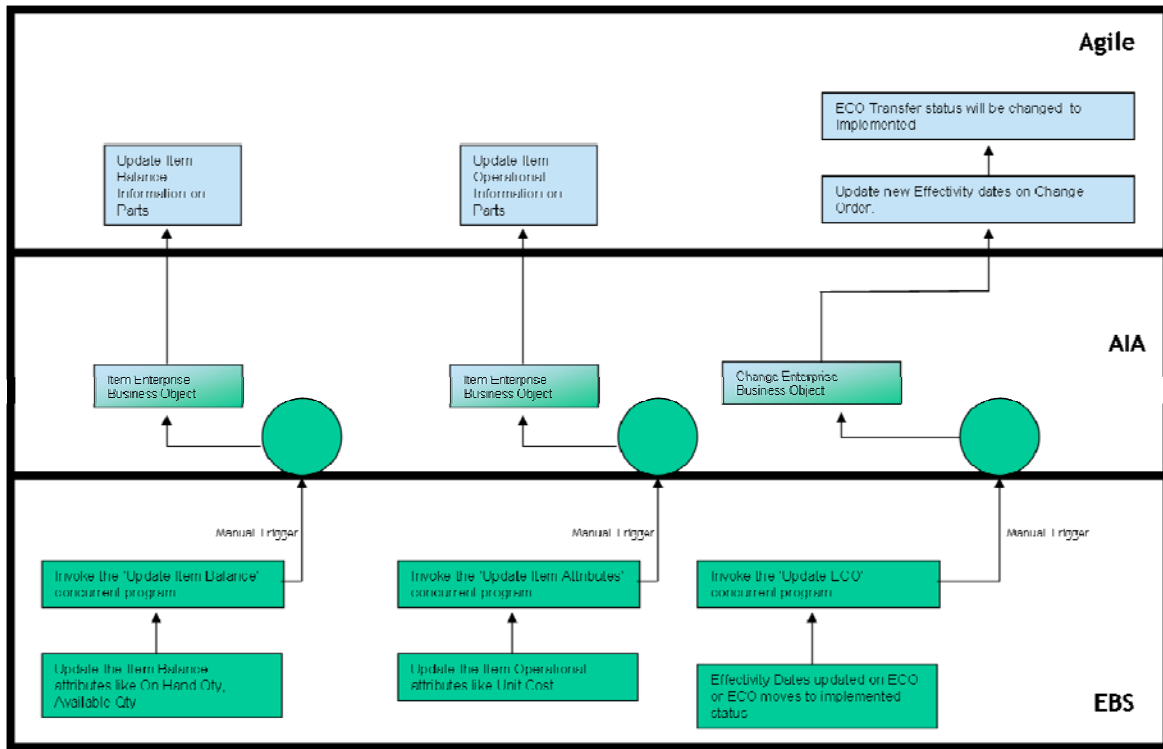 Agile
ECO Transfer status will be changed to
Implemented
Update Item
Balance
Information on
Parts
Update Item
Operational
Information on
Parts
Update new Effectivity dates on Change
Order.
AIA
Item Enterprise
Business Object
Item Enterprise
Business Object
Change Enterprise
Business Object
Manual Trigger
Manual Trigger
Manual Trigger
Invoke the 'Update Item Balance'
concurrent program
Invoke the 'Update Item Attributes'
concurrent program
Invoke the 'Update ECO'
concurrent program
Update the Item Balance
attributes like On Hand Qty,
Available Qty
Update the Item Operational
attributes like Unit Cost
Effectivity Dates updated on ECO
or ECO moves to implemented
status
EBS